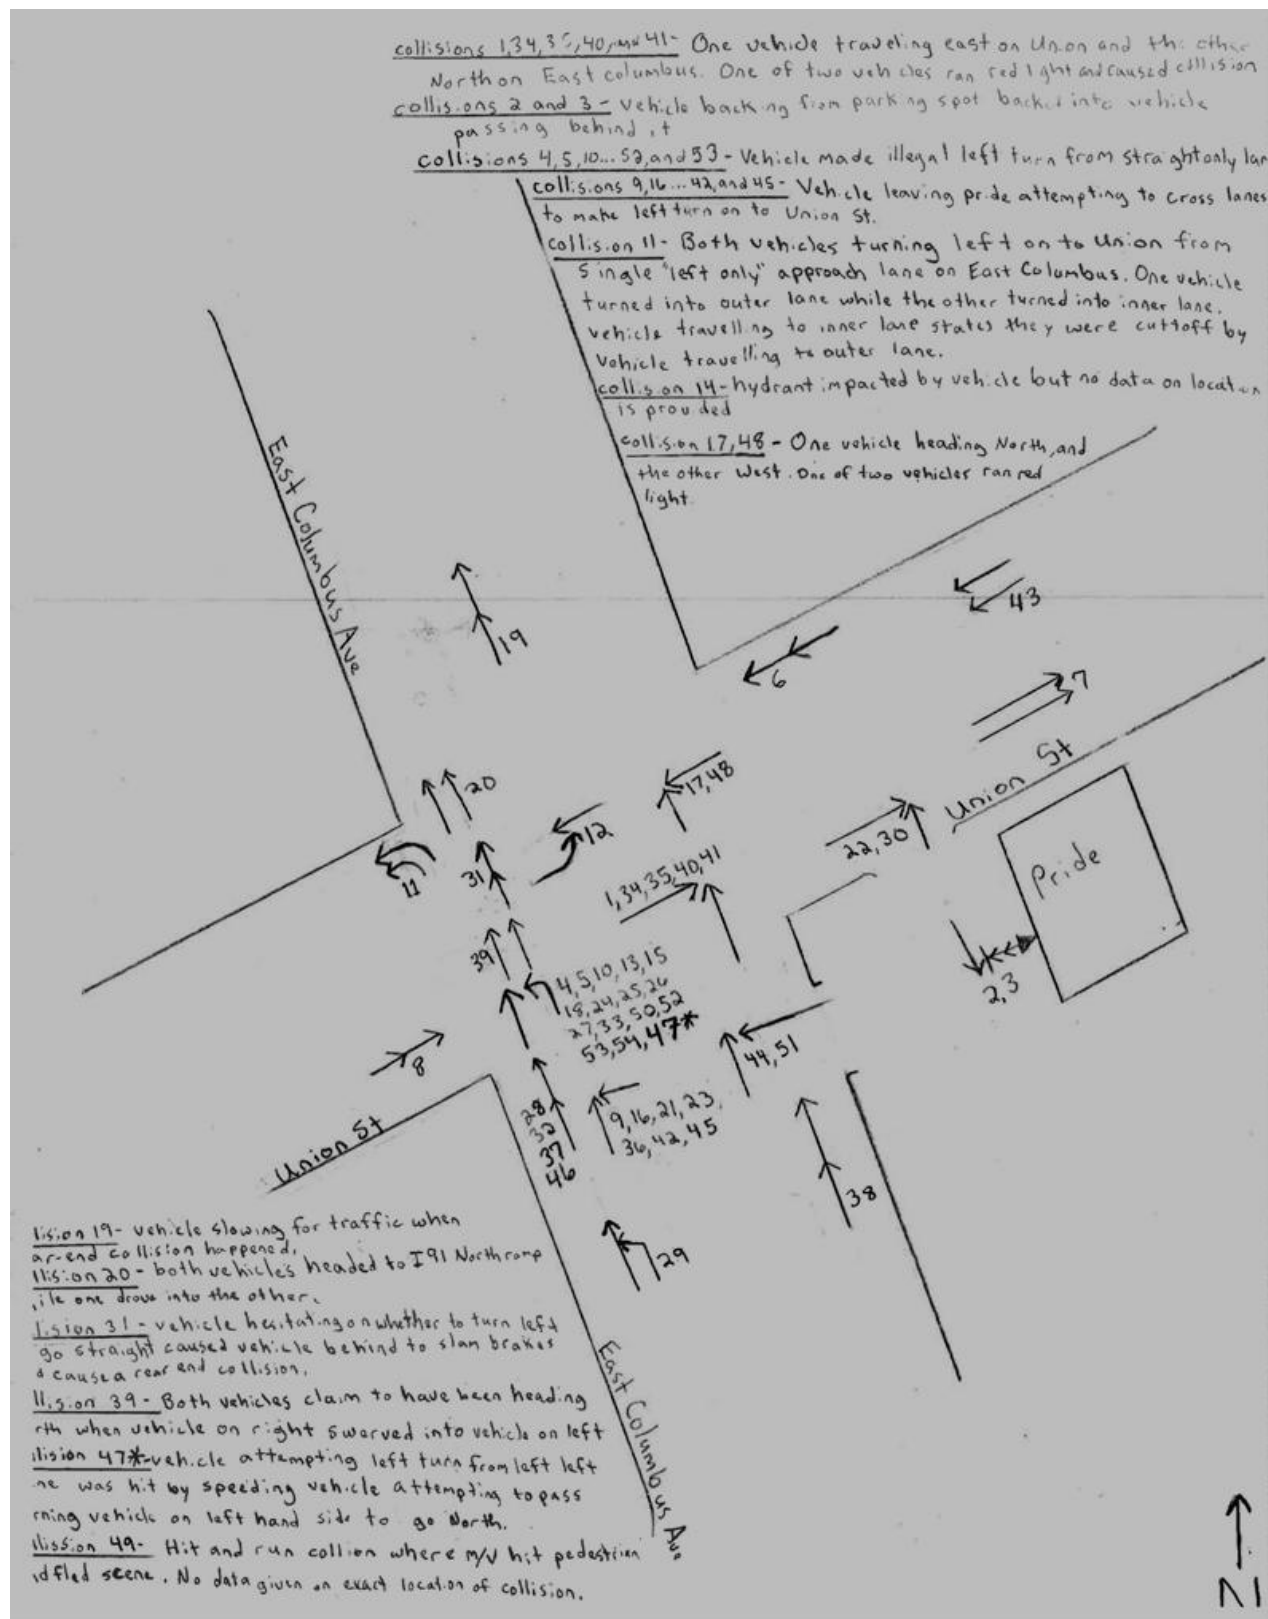 collisions 1,34,35,40, and 41- One vehicle traveling east on Union and the other
North on East columbus. One of two vehicles ran red light and caused collision
collisions 2 and 3 - Vehicle backing from parking spot backed into vehicle
passing behind it
Collisions 4,5,10...52,and 53 - Vehicle made illegal left turn from straight only lan
collisions 9,16...42,and 45 - Vehicle leaving pride attempting to cross lanes
to make left turn on to Union St.
Collision 11 - Both vehicles turning left on to Union from
Single "left only" approach lane on East Columbus. One vehicle
turned into outer lane while the other turned into inner lane.
vehicle travelling to inner lane states they were cuttoff by
vehicle travelling to outer lane.
collision 14 - hydrant impacted by vehicle but no data on location
is provided
collision 17,48 - One vehicle heading North, and
the other West. One of two vehicles ran red
light.
East Columbus Ave
19
43
6
7
Union St
20
17,48
12
22,30
11
31
1,34,35,40,41
Pride
39
4,5,10,13,15
18,24,25,26
27,33,50,52
53,54,47*
2,3
8
44,51
28
32
37
46
9,16,21,23
36,42,45
Union St
38
29
lision 19- vehicle slowing for traffic when
ar-end collision happened.
llision 20 - both vehicles headed to I91 North ramp
ile one drove into the other.
lision 31 - vehicle hesitating on whether to turn left
go straight caused vehicle behind to slam brakes
d cause a rear end collision.
llision 39 - Both vehicles claim to have been heading
rth when vehicle on right swerved into vehicle on left
llision 47*- vehicle attempting left turn from left left
ne was hit by speeding vehicle attempting to pass
rning vehicle on left hand side to go North.
llission 49- Hit and run collion where m/v hit pedestrian
d fled scene. No data given on exact location of collision.
East Columbus Ave
N